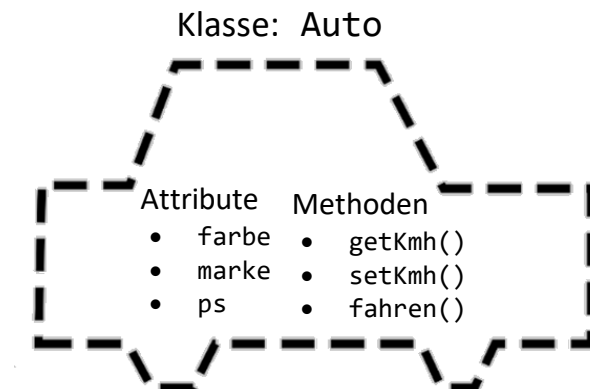 Klasse: Auto
Attribute
• farbe
• marke
• ps
Methoden
• getKmh()
• setKmh()
• fahren()